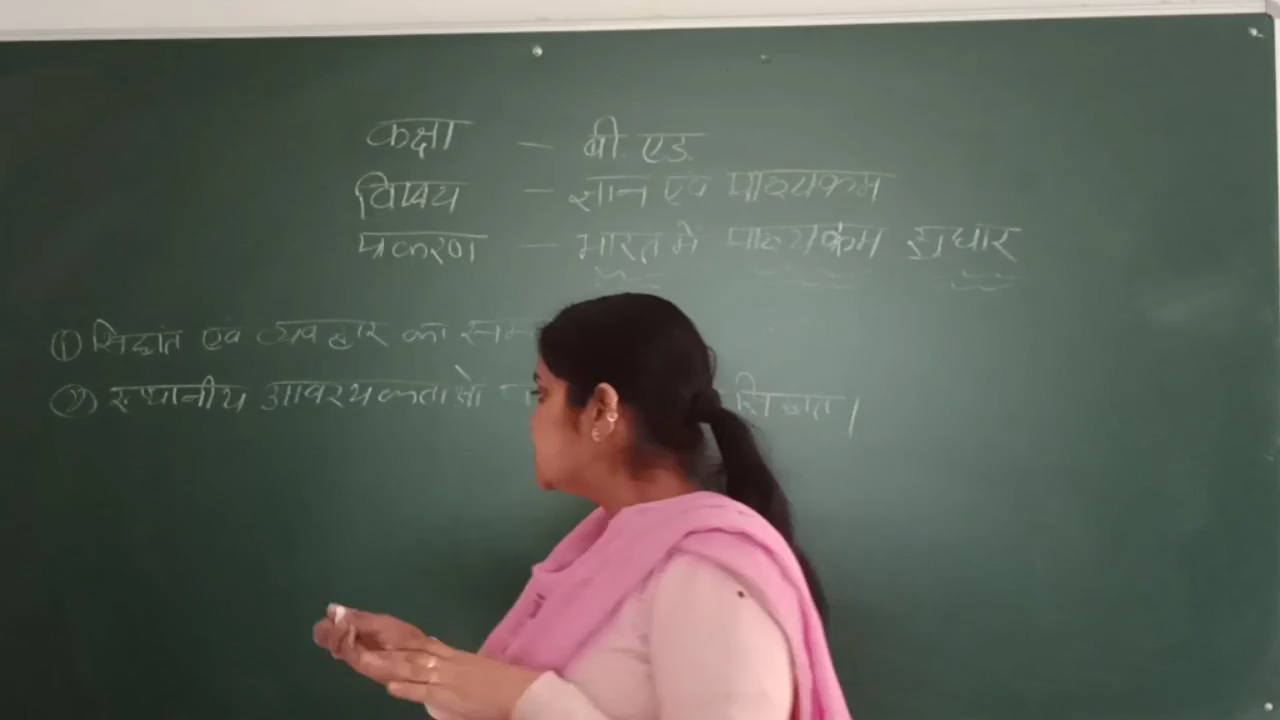 कक्षा – बी. एड.
विषय – ज्ञान एवं पाठ्यक्रम
प्रकरण – भारत में पाठ्यक्रम सुधार
① सिद्धांत एवं व्यवहार का
② स्थानीय आवश्यकताओं सिद्धांत।